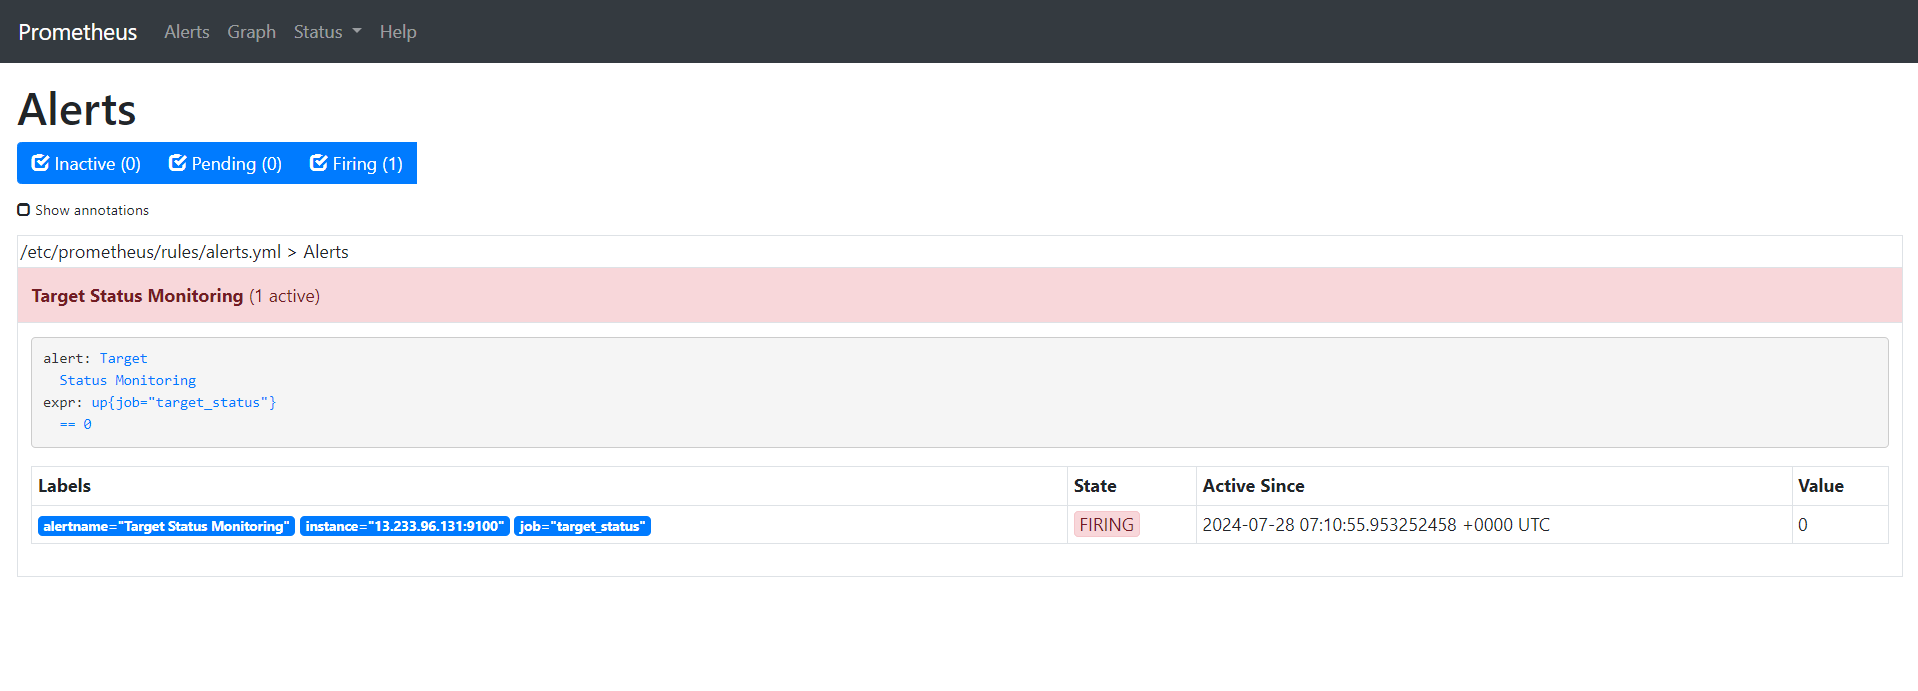 Prometheus Alerts Graph Status Help
Alerts
Inactive (0) Pending (0) Firing (1)
Show annotations
/etc/prometheus/rules/alerts.yml > Alerts
Target Status Monitoring (1 active)
alert: Target
Status Monitoring
expr: up{job="target_status"}
== 0
Labels State Active Since Value
alertname="Target Status Monitoring" instance="13.233.96.131:9100" job="target_status" FIRING 2024-07-28 07:10:55.953252458 +0000 UTC 0